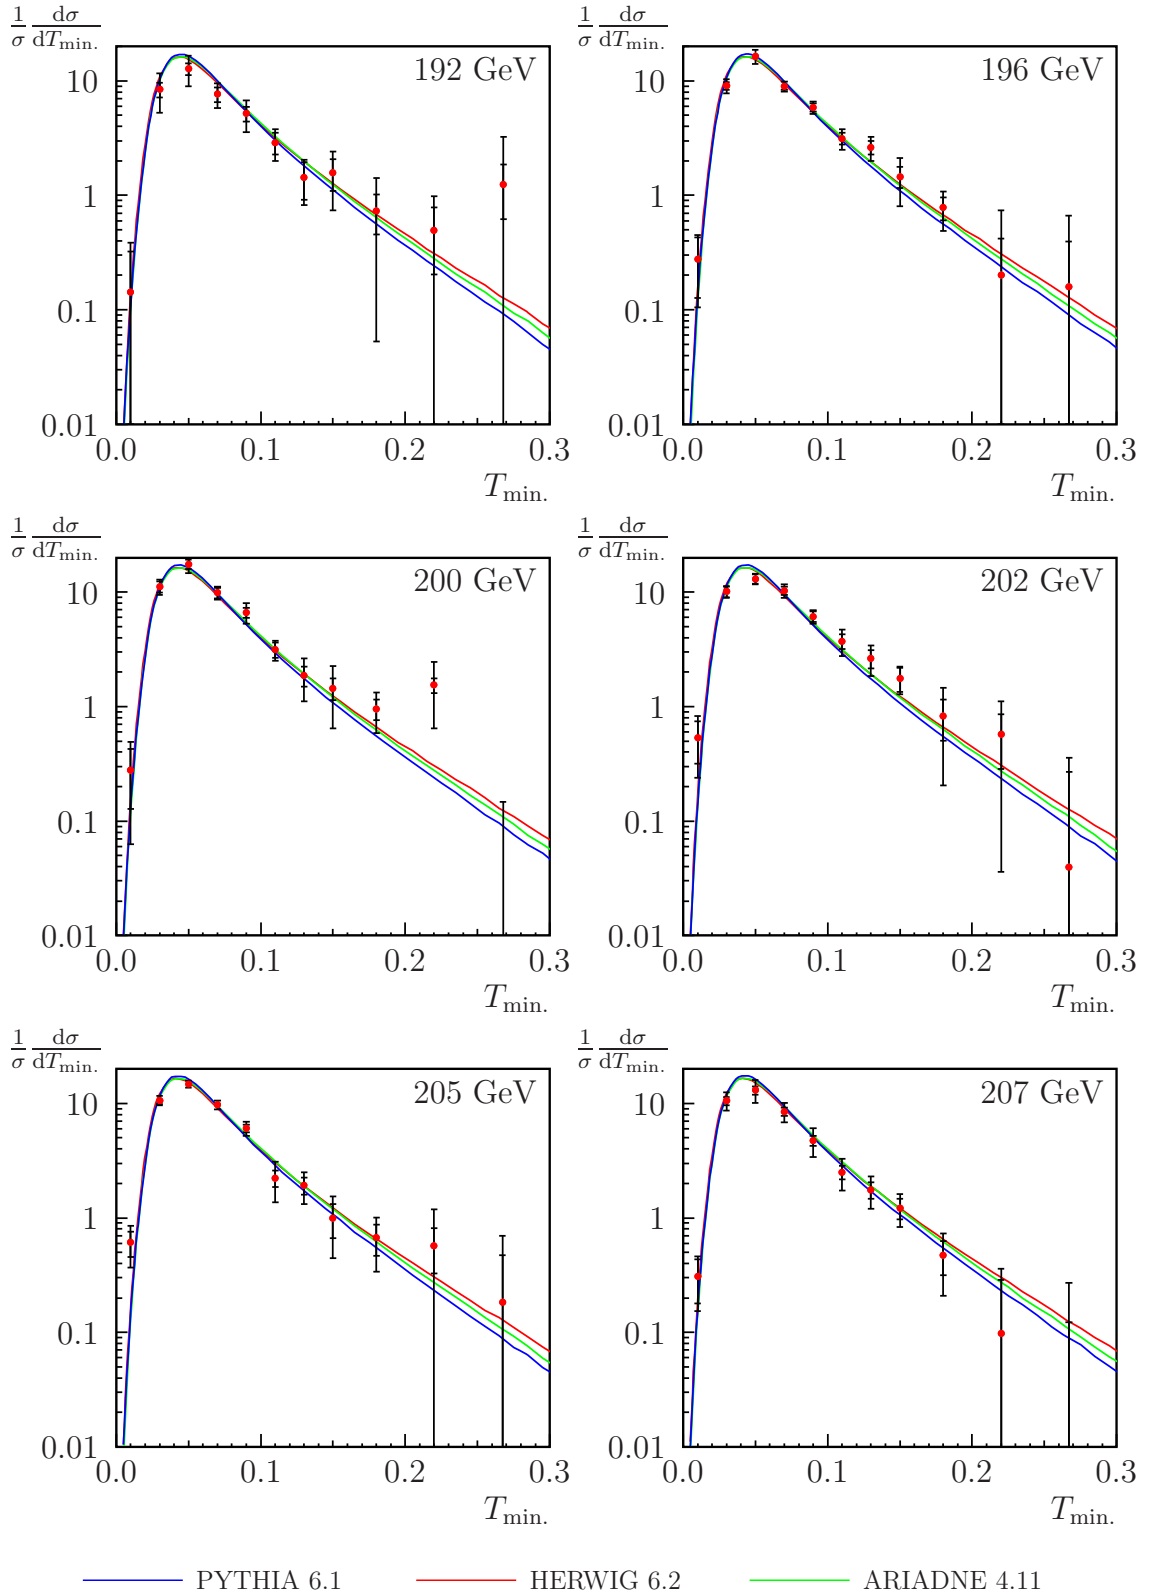 1/σ dσ/dT_min.
192 GeV
10
1
0.1
0.01
0.0 0.1 0.2 0.3
T_min.
1/σ dσ/dT_min.
196 GeV
10
1
0.1
0.01
0.0 0.1 0.2 0.3
T_min.
1/σ dσ/dT_min.
200 GeV
10
1
0.1
0.01
0.0 0.1 0.2 0.3
T_min.
1/σ dσ/dT_min.
202 GeV
10
1
0.1
0.01
0.0 0.1 0.2 0.3
T_min.
1/σ dσ/dT_min.
205 GeV
10
1
0.1
0.01
0.0 0.1 0.2 0.3
T_min.
1/σ dσ/dT_min.
207 GeV
10
1
0.1
0.01
0.0 0.1 0.2 0.3
T_min.
PYTHIA 6.1 HERWIG 6.2 ARIADNE 4.11